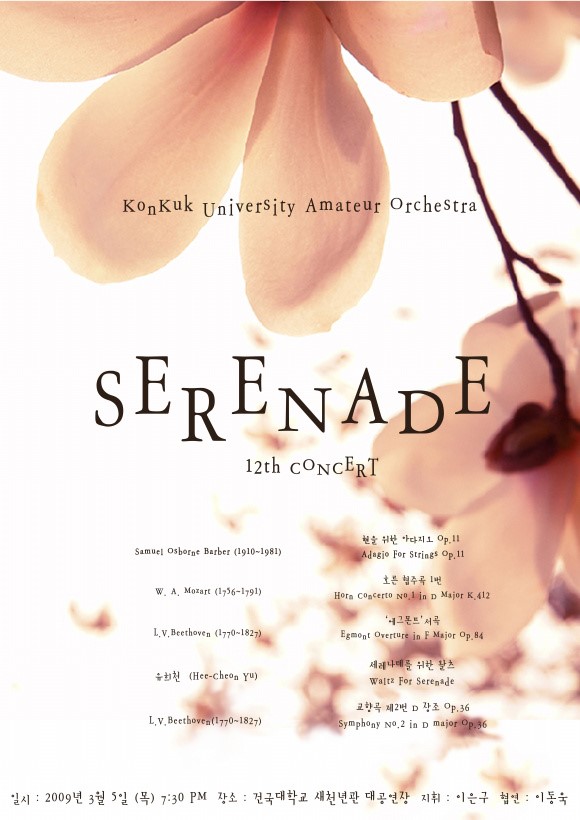 KonKuk University Amateur Orchestra
SERENADE
12th CONCERT
현을 위한 아다지오 Op.11
Samuel Osborne Barber (1910~1981)
Adagio For Strings Op.11
호른 협주곡 1번
W. A. Mozart (1756~1791)
Horn Concerto No.1 in D Major K.412
'에그몬트' 서곡
L.V.Beethoven (1770~1827)
Egmont Overture in F Major Op.84
세레나데를 위한 왈츠
유희천 (Hee-Cheon Yu)
Waltz For Serenade
교향곡 제2번 D 장조 Op.36
L.V.Beethoven(1770~1827)
Symphony No.2 in D major Op.36
일시 : 2009년 3월 5일 (목) 7:30 PM 장소 : 건국대학교 새천년관 대공연장 지휘 : 이은구 협연 : 이동욱